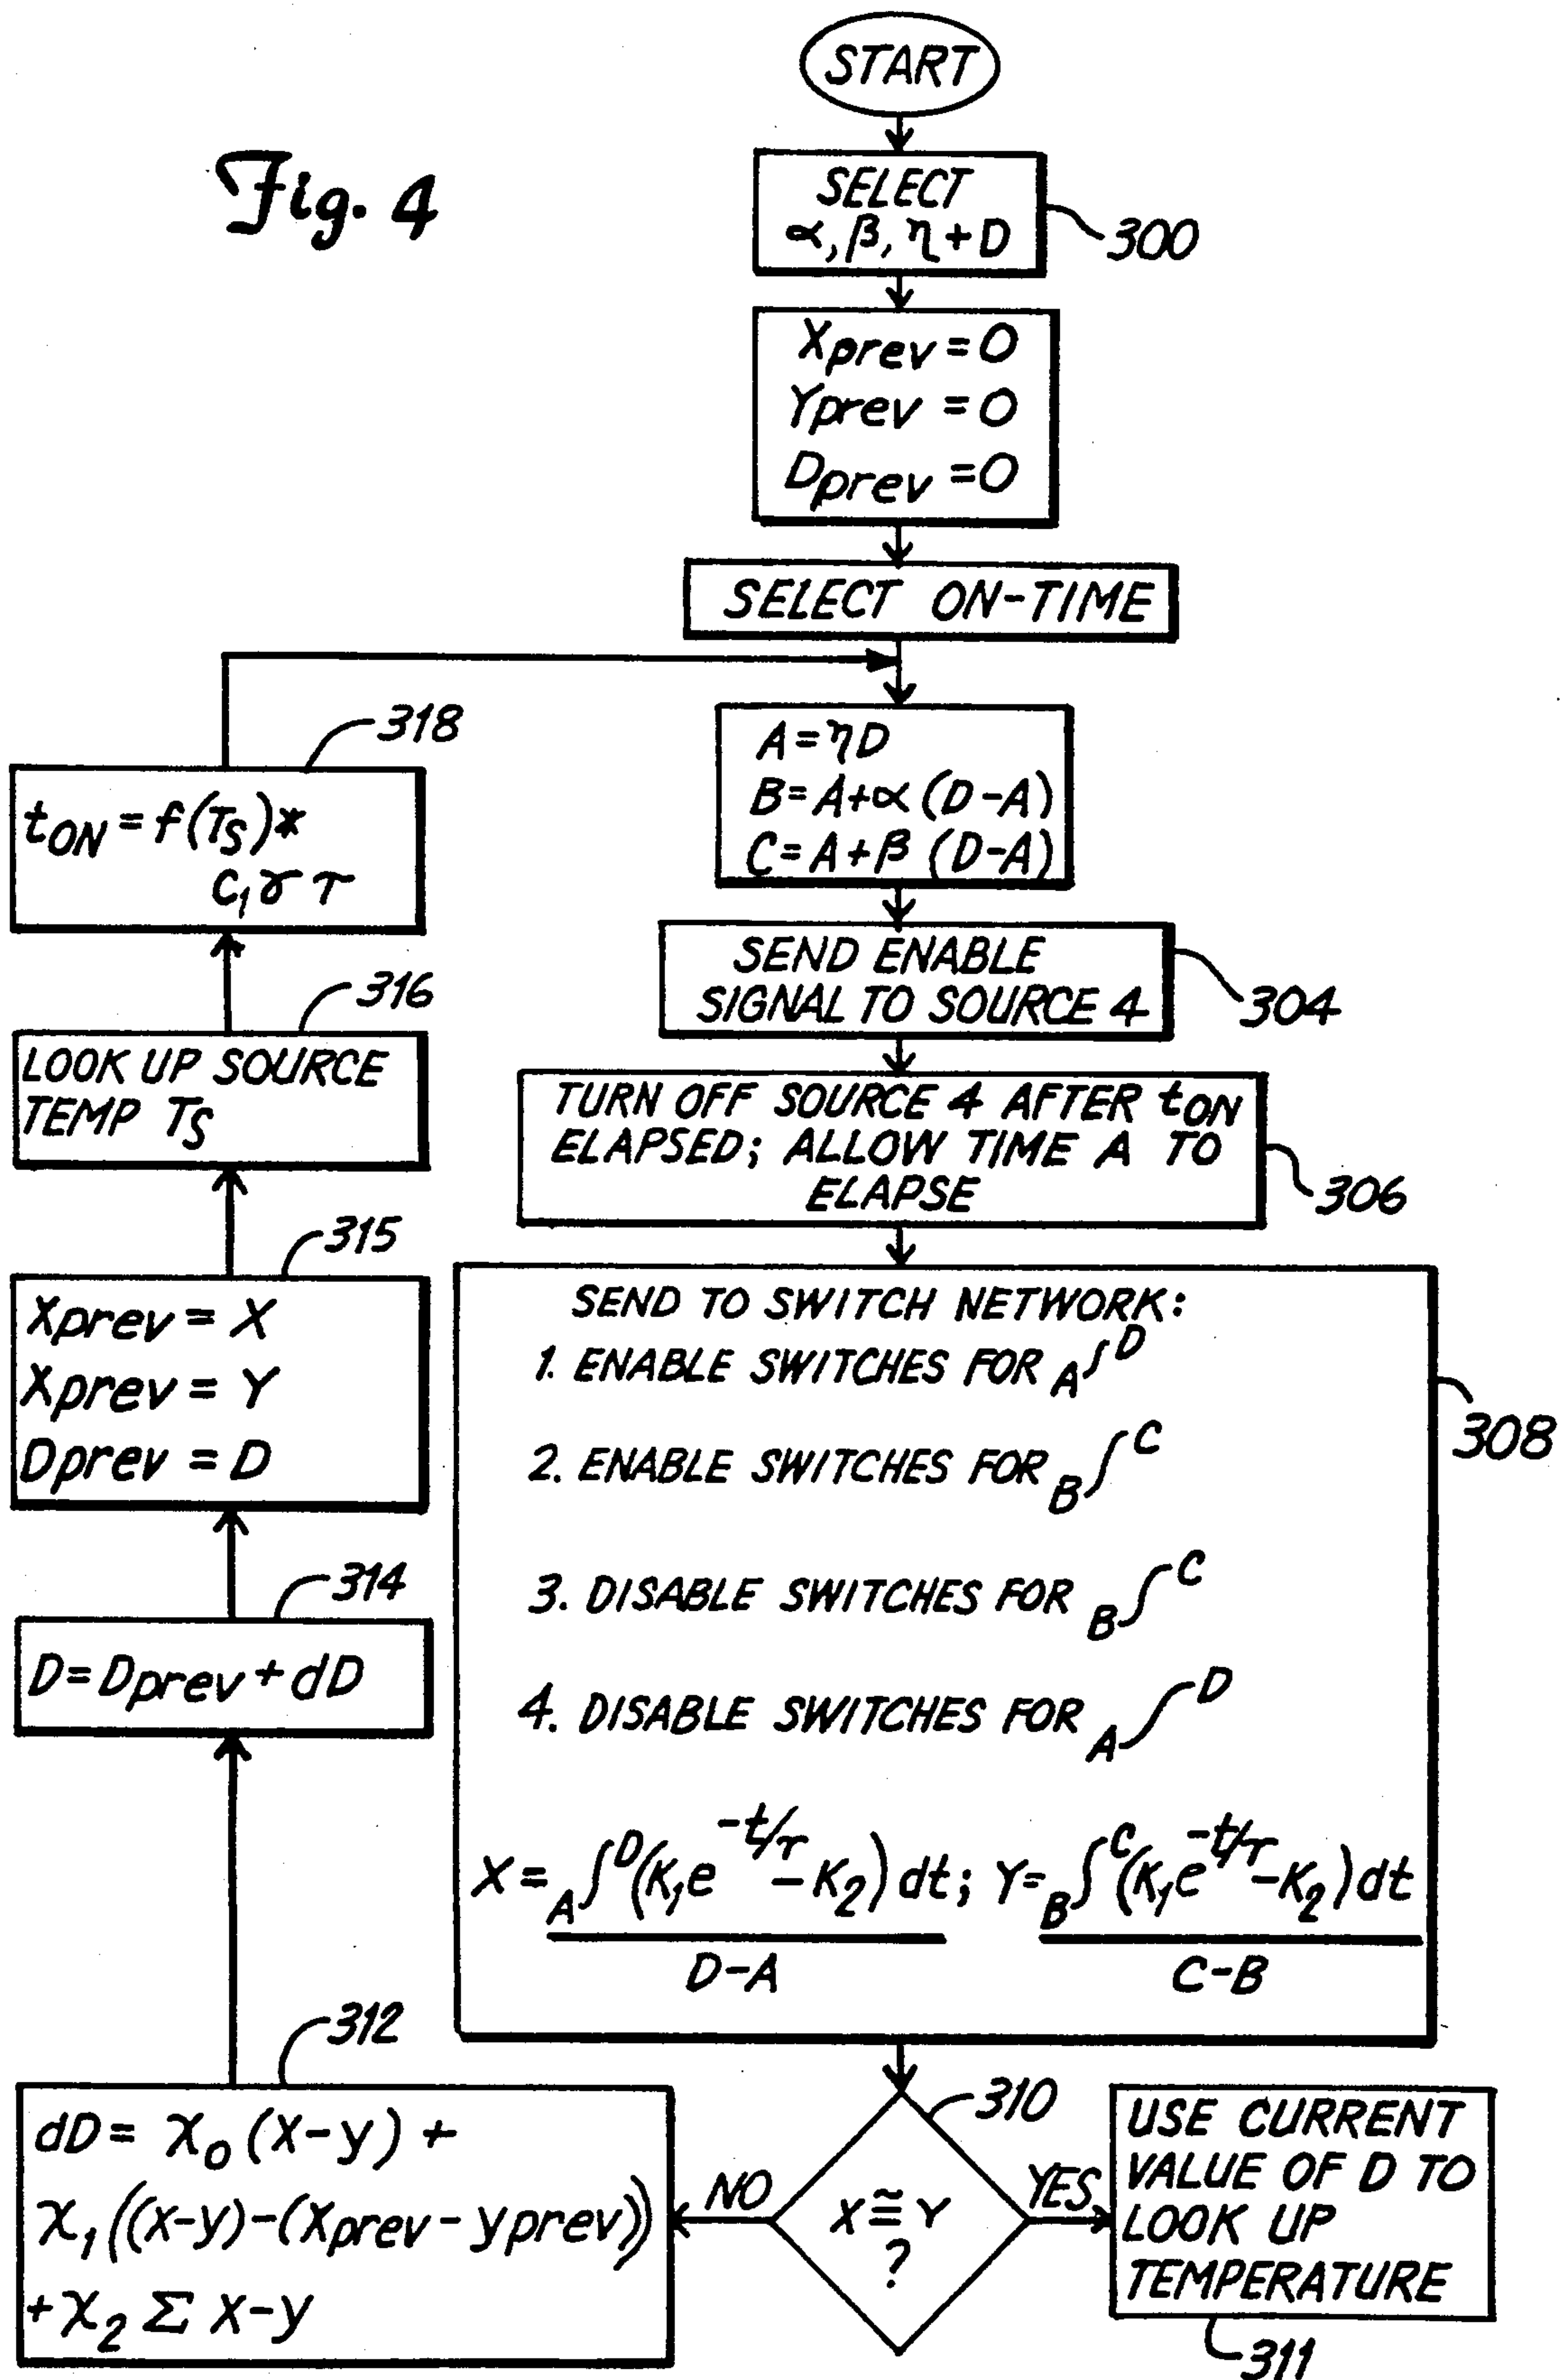 Fig. 4
START
SELECT
α, β, η + D
300
Xprev = 0
Yprev = 0
Dprev = 0
SELECT ON-TIME
A = ηD
B = A + α (D-A)
C = A + β (D-A)
SEND ENABLE
SIGNAL TO SOURCE 4
304
TURN OFF SOURCE 4 AFTER tON
ELAPSED; ALLOW TIME A TO
ELAPSE
306
SEND TO SWITCH NETWORK:
1. ENABLE SWITCHES FOR A∫D
2. ENABLE SWITCHES FOR B∫C
3. DISABLE SWITCHES FOR B∫C
4. DISABLE SWITCHES FOR A∫D
X = A∫D (K1e -t/τ - K2) dt; Y = B∫C (K1e -t/τ - K2) dt
D-A C-B
308
310
X ≅ Y
?
YES
NO
USE CURRENT
VALUE OF D TO
LOOK UP
TEMPERATURE
311
312
dD = χ0 (x-y) +
χ1 ((x-y) - (xprev - yprev))
+ χ2 Σ x-y
314
D = Dprev + dD
315
Xprev = X
Xprev = Y
Dprev = D
316
LOOK UP SOURCE
TEMP TS
318
tON = f(TS)*
C1 γ τ